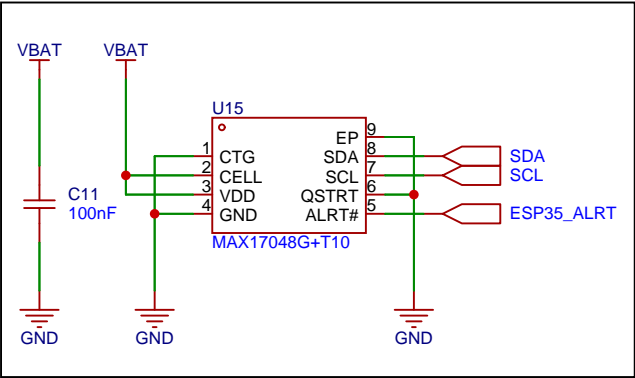 VBAT
VBAT
C11
100nF
GND
GND
U15
1 CTG
2 CELL
3 VDD
4 GND
EP 9
SDA 8
SCL 7
QSTRT 6
ALRT# 5
MAX17048G+T10
SDA
SCL
ESP35_ALRT
GND